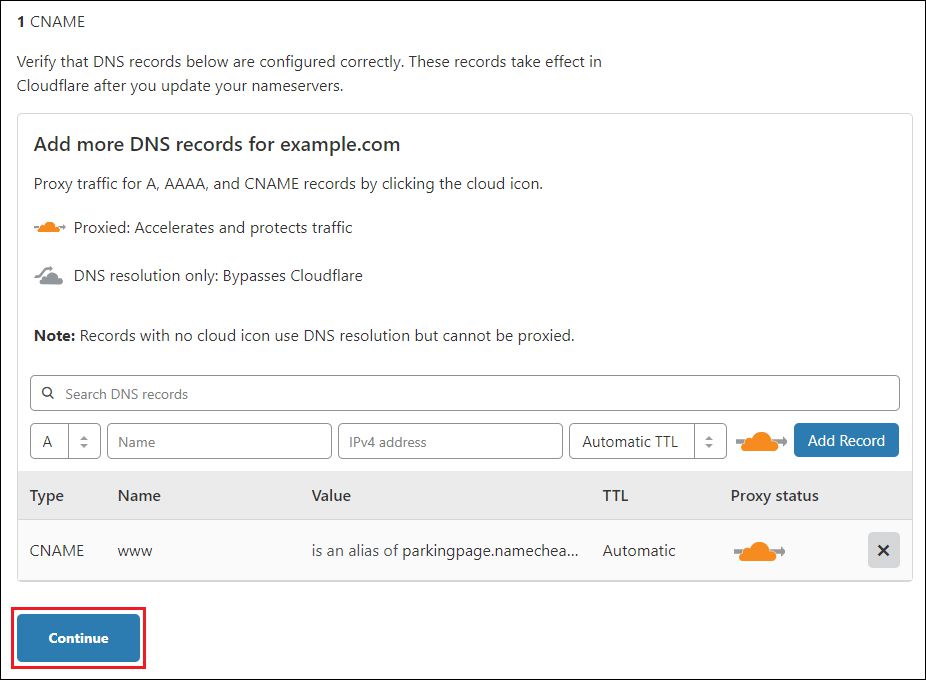 1 CNAME
Verify that DNS records below are configured correctly. These records take effect in
Cloudflare after you update your nameservers.
Add more DNS records for example.com
Proxy traffic for A, AAAA, and CNAME records by clicking the cloud icon.
Proxied: Accelerates and protects traffic
DNS resolution only: Bypasses Cloudflare
Note: Records with no cloud icon use DNS resolution but cannot be proxied.
Search DNS records
A Name IPv4 address Automatic TTL Add Record
Type Name Value TTL Proxy status
CNAME www is an alias of parkingpage.namechea... Automatic
Continue